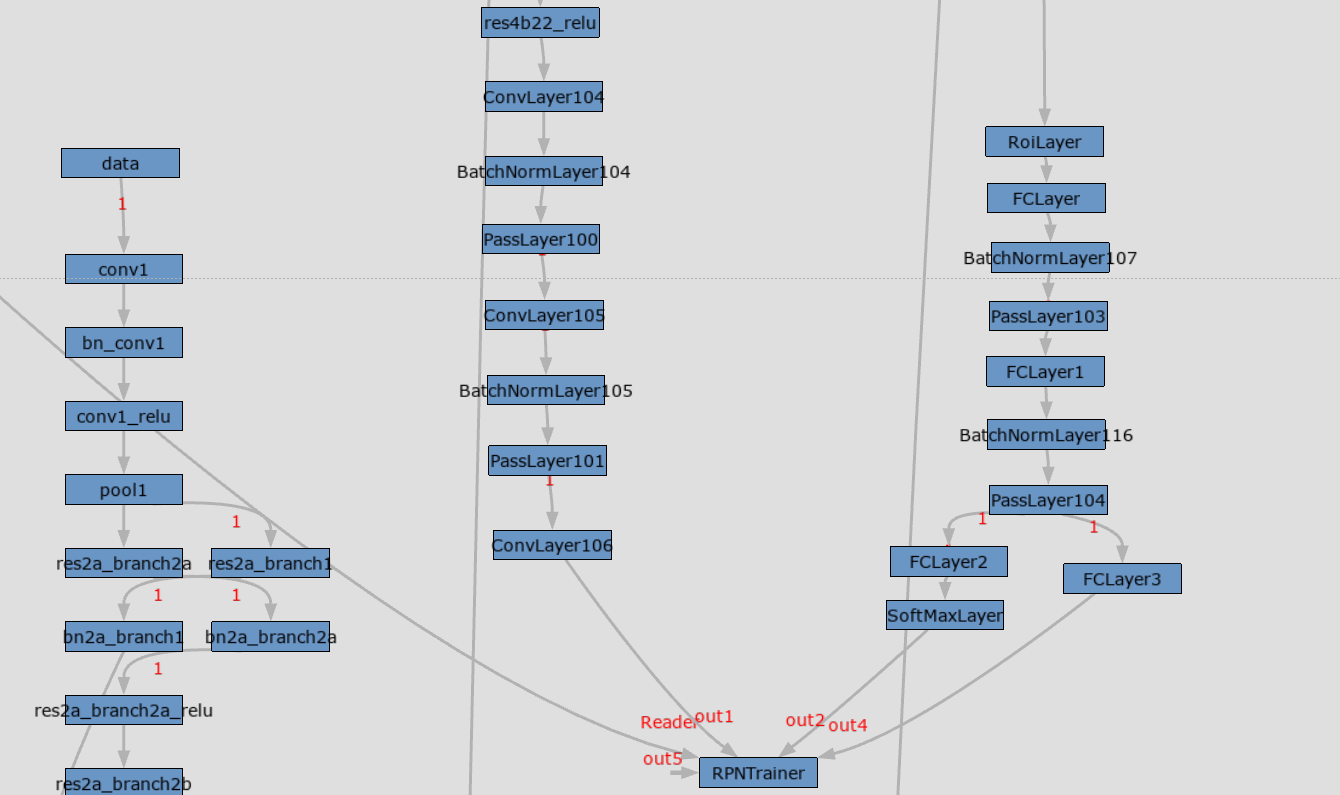 data
1
conv1
bn_conv1
conv1_relu
pool1
1
res2a_branch2a
res2a_branch1
1
1
bn2a_branch1
bn2a_branch2a
1
res2a_branch2a_relu
res2a_branch2b
res4b22_relu
ConvLayer104
BatchNormLayer104
PassLayer100
ConvLayer105
BatchNormLayer105
PassLayer101
1
ConvLayer106
RoiLayer
FCLayer
BatchNormLayer107
PassLayer103
FCLayer1
BatchNormLayer116
PassLayer104
1
1
FCLayer2
FCLayer3
SoftMaxLayer
Reader
out1
out2
out4
out5
RPNTrainer